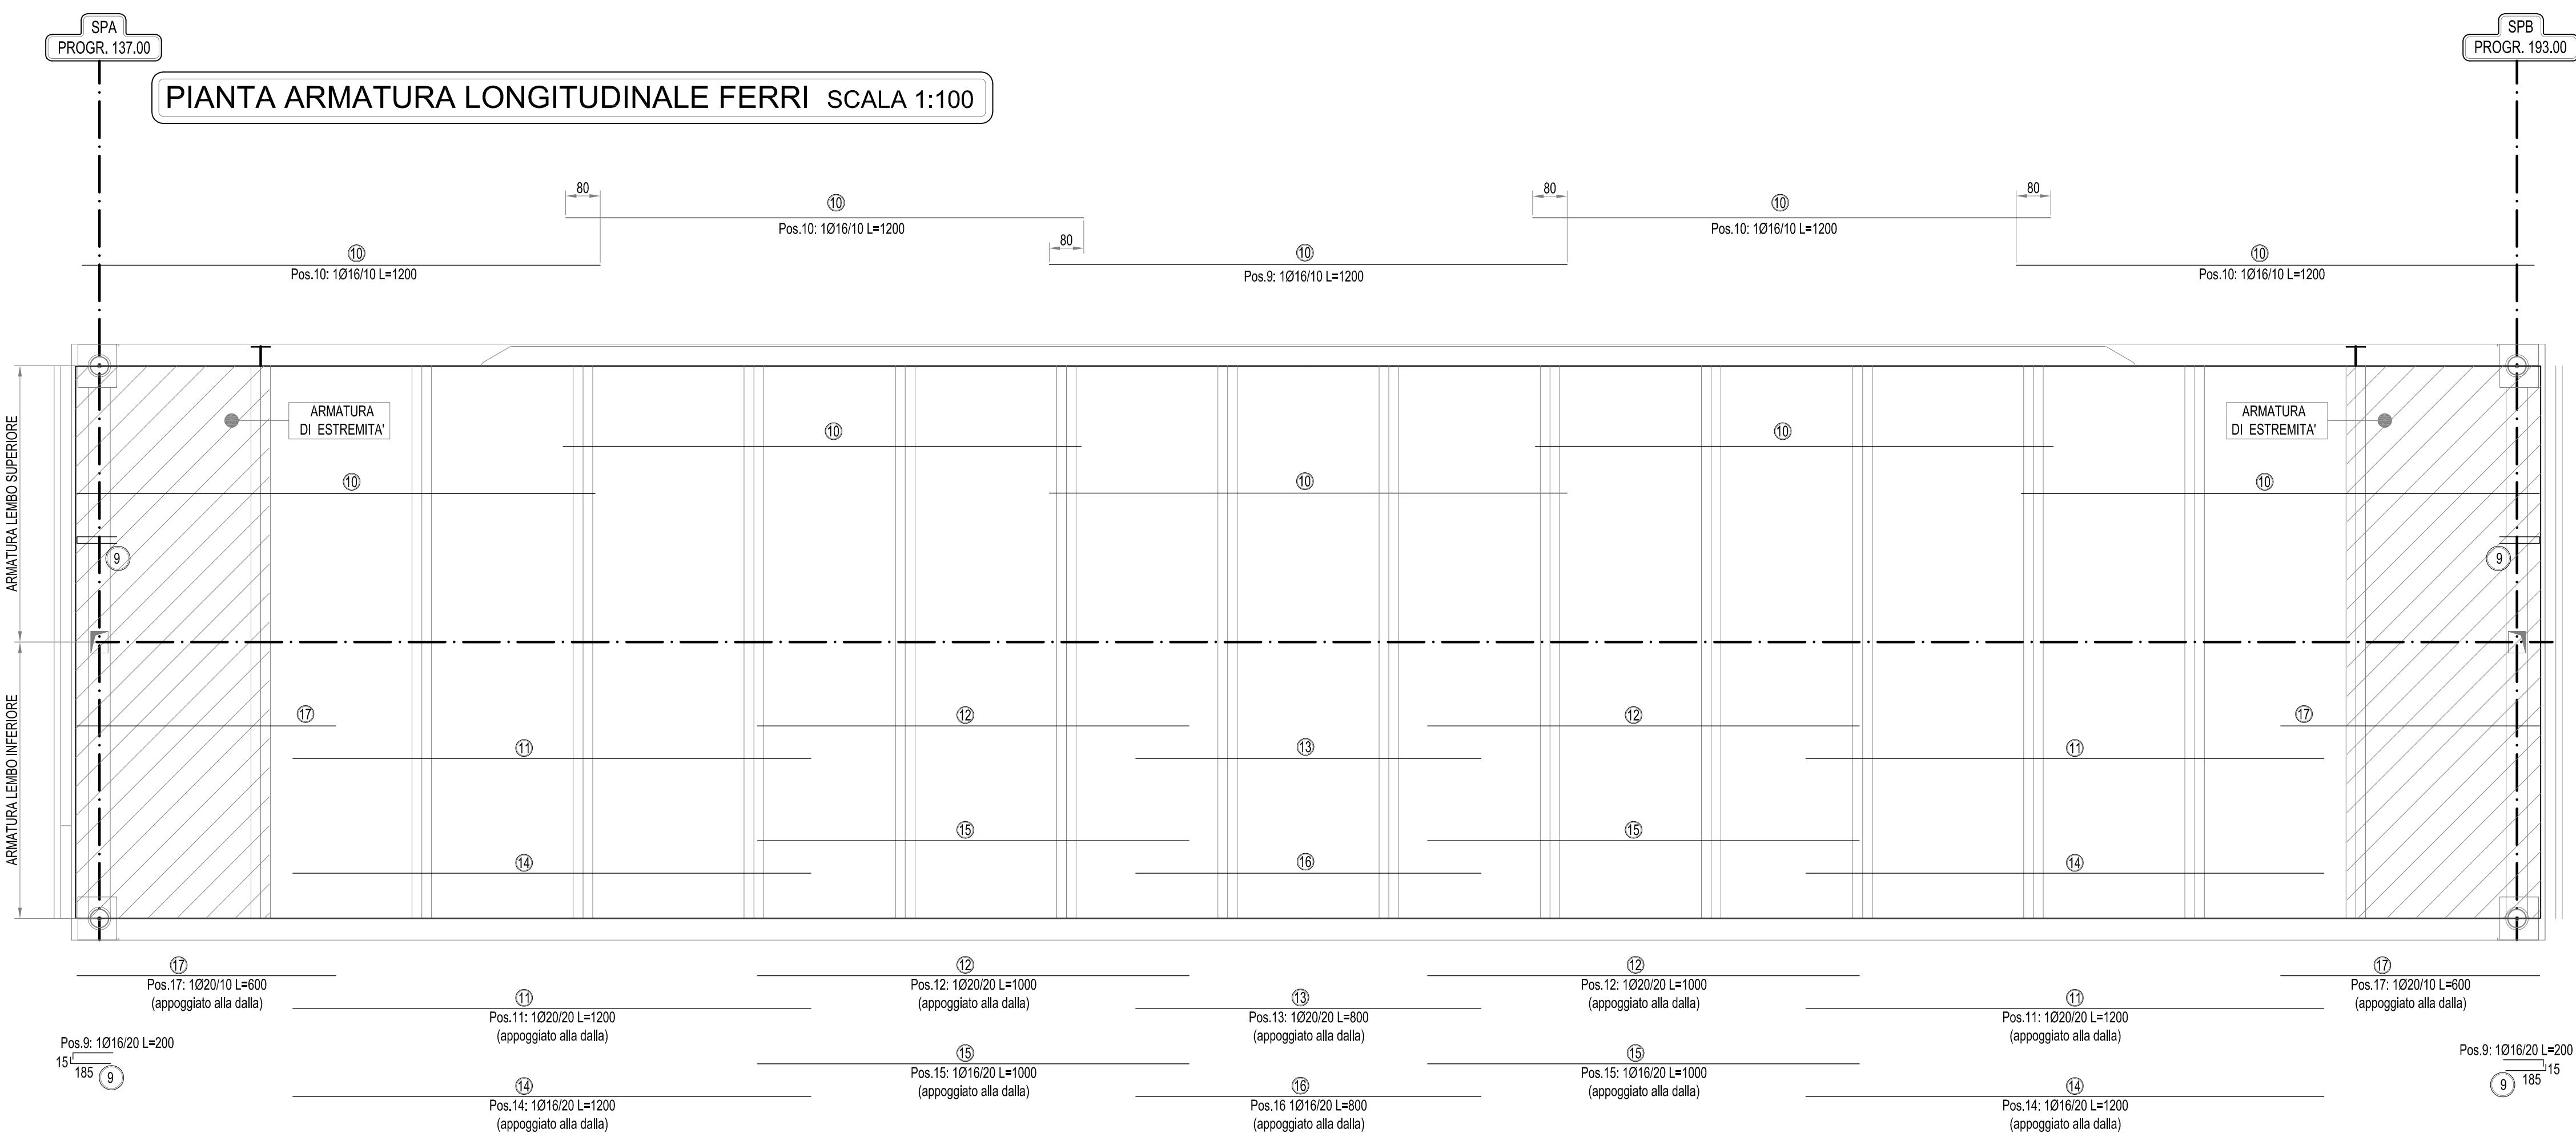 SPA
PROGR. 137.00
SPB
PROGR. 193.00
PIANTA ARMATURA LONGITUDINALE FERRI SCALA 1:100
80
10
Pos.10: 1Ø16/10 L=1200
80
10
Pos.10: 1Ø16/10 L=1200
80
80
10
Pos.10: 1Ø16/10 L=1200
10
Pos.9: 1Ø16/10 L=1200
10
Pos.10: 1Ø16/10 L=1200
ARMATURA LEMBO SUPERIORE
ARMATURA
DI ESTREMITA'
ARMATURA
DI ESTREMITA'
10
10
10
10
10
9
9
ARMATURA LEMBO INFERIORE
17
12
12
17
11
13
11
15
15
14
16
14
17
Pos.17: 1Ø20/10 L=600
(appoggiato alla dalla)
12
Pos.12: 1Ø20/20 L=1000
(appoggiato alla dalla)
12
Pos.12: 1Ø20/20 L=1000
(appoggiato alla dalla)
17
Pos.17: 1Ø20/10 L=600
(appoggiato alla dalla)
11
Pos.11: 1Ø20/20 L=1200
(appoggiato alla dalla)
13
Pos.13: 1Ø20/20 L=800
(appoggiato alla dalla)
11
Pos.11: 1Ø20/20 L=1200
(appoggiato alla dalla)
Pos.9: 1Ø16/20 L=200
15
185
9
15
Pos.15: 1Ø16/20 L=1000
(appoggiato alla dalla)
15
Pos.15: 1Ø16/20 L=1000
(appoggiato alla dalla)
Pos.9: 1Ø16/20 L=200
15
185
9
14
Pos.14: 1Ø16/20 L=1200
(appoggiato alla dalla)
16
Pos.16 1Ø16/20 L=800
(appoggiato alla dalla)
14
Pos.14: 1Ø16/20 L=1200
(appoggiato alla dalla)